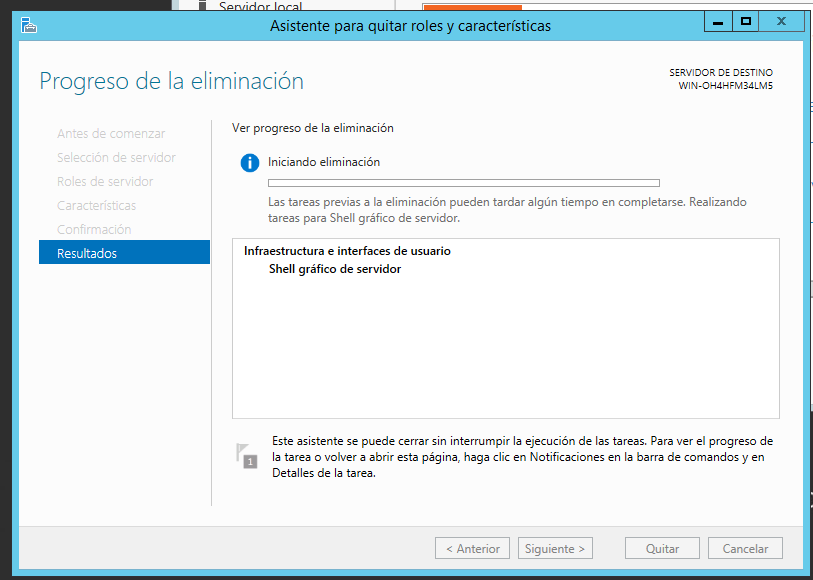 Servidor local
Asistente para quitar roles y características
Progreso de la eliminación
SERVIDOR DE DESTINO
WIN-OH4HFM34LM5
Antes de comenzar
Selección de servidor
Roles de servidor
Características
Confirmación
Resultados
Ver progreso de la eliminación
Iniciando eliminación
Las tareas previas a la eliminación pueden tardar algún tiempo en completarse. Realizando
tareas para Shell gráfico de servidor.
Infraestructura e interfaces de usuario
Shell gráfico de servidor
1
Este asistente se puede cerrar sin interrumpir la ejecución de las tareas. Para ver el progreso de
la tarea o volver a abrir esta página, haga clic en Notificaciones en la barra de comandos y en
Detalles de la tarea.
< Anterior
Siguiente >
Quitar
Cancelar